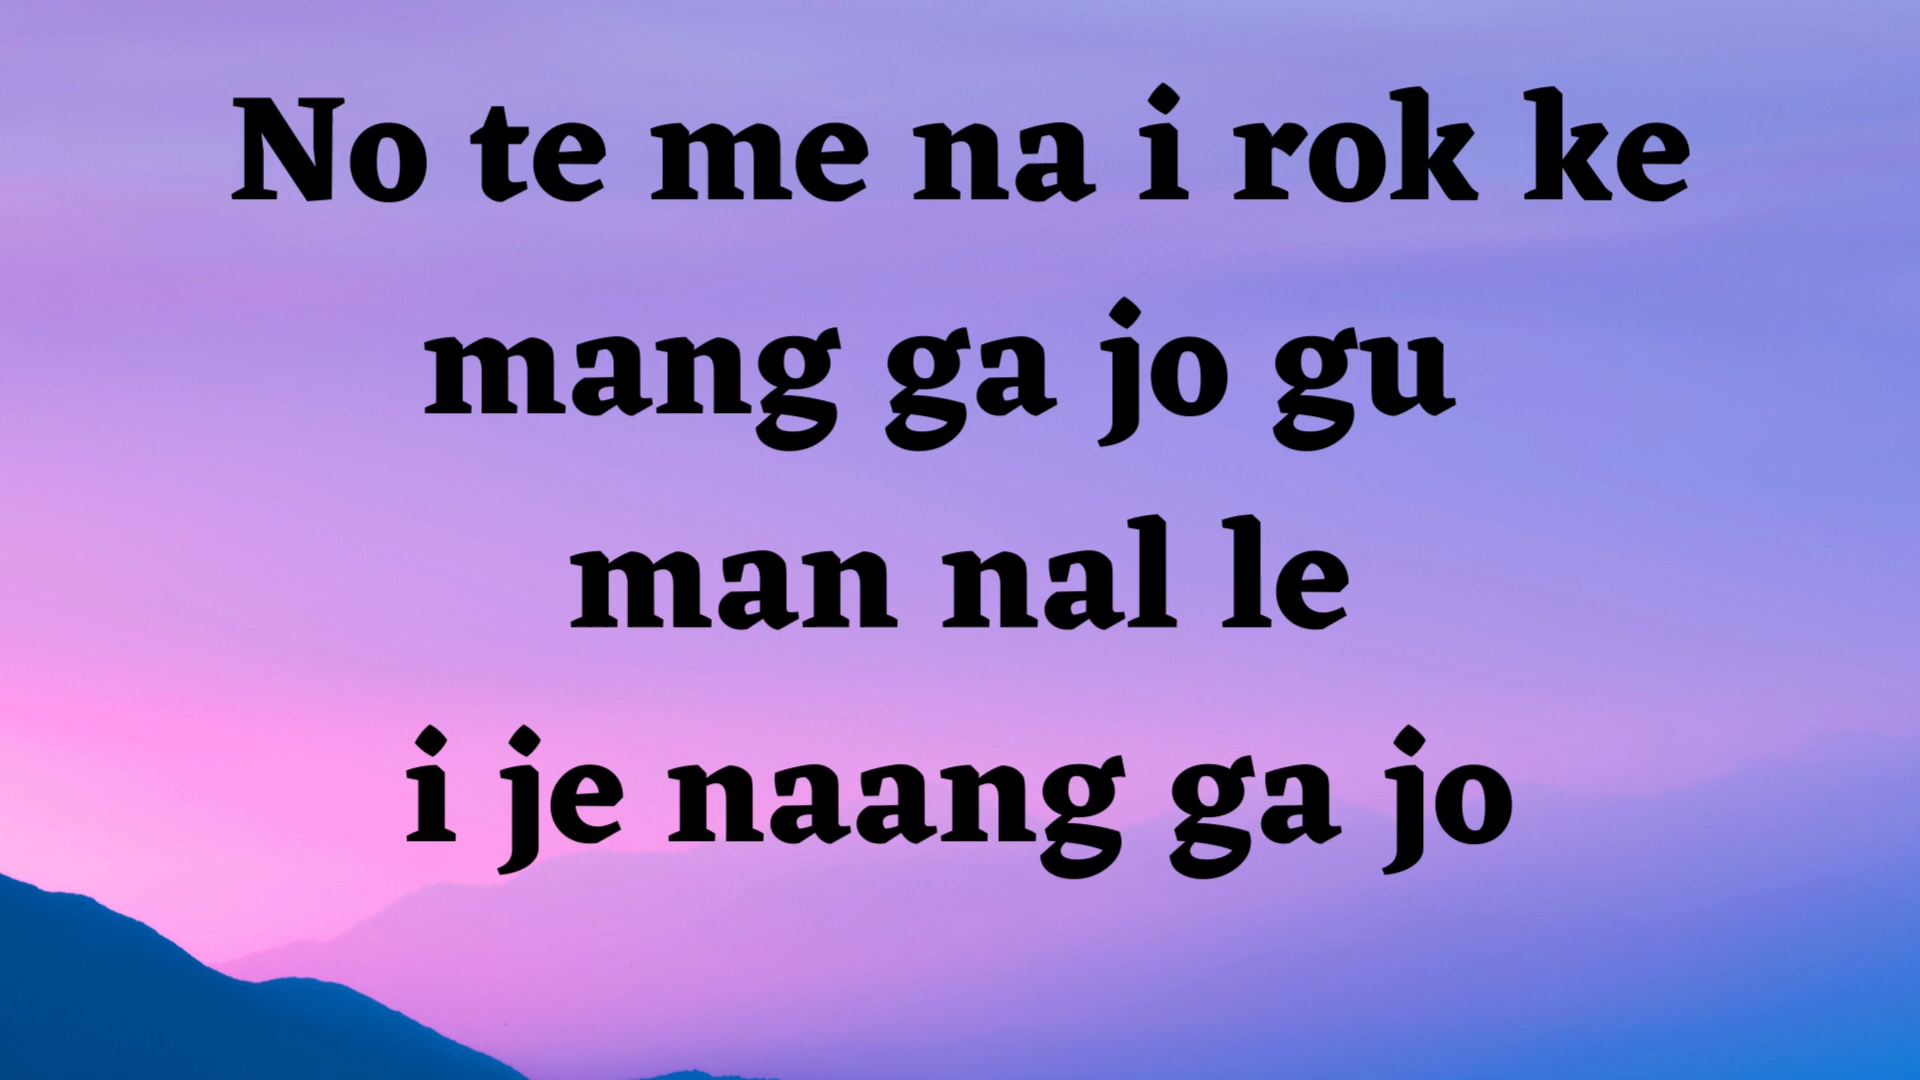 No te me na i rok ke
mang ga jo gu
man nal le
i je naang ga jo